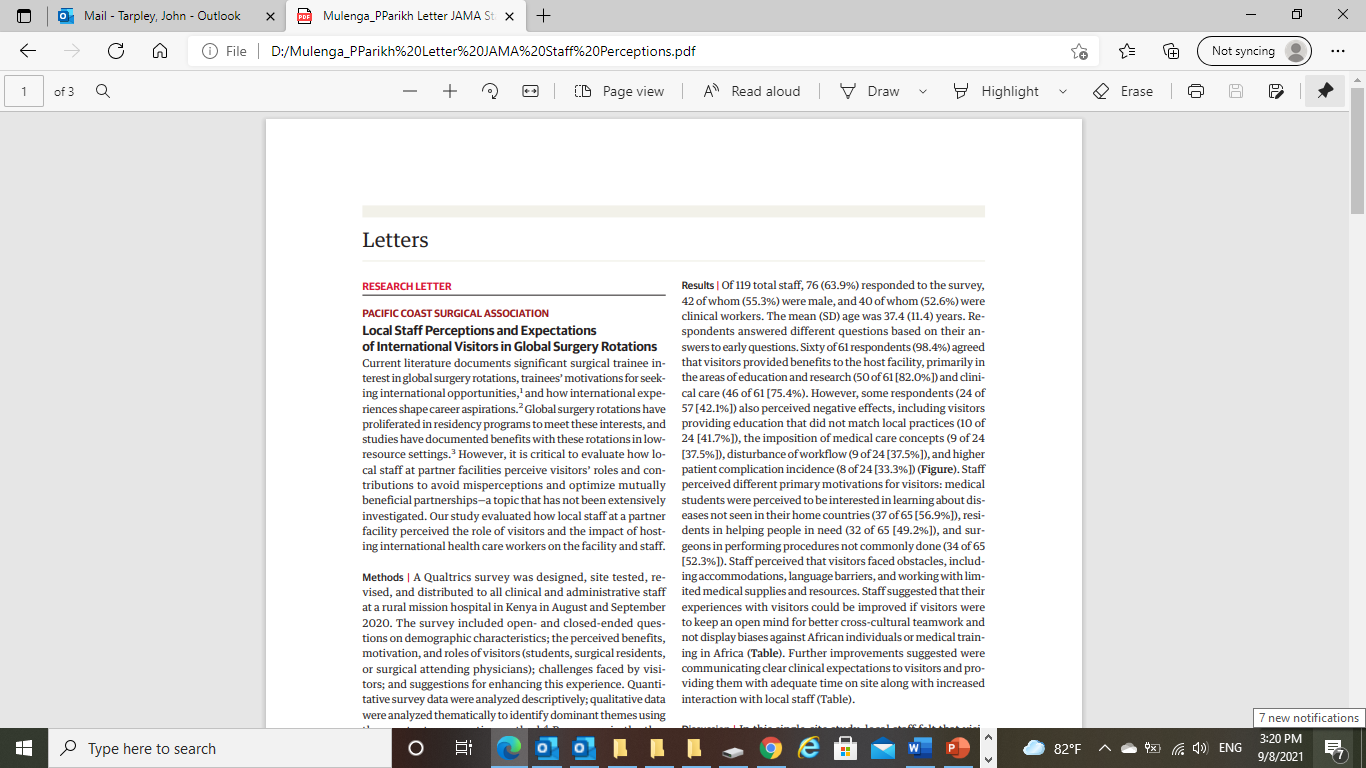 Mail - Tarpley, John - Outlook
Mulenga_PParikh Letter JAMA St
File
D:/Mulenga_PParikh%20Letter%20JAMA%20Staff%20Perceptions.pdf
Not syncing
1
of 3
Page view
Read aloud
Draw
Highlight
Erase
Letters
RESEARCH LETTER
PACIFIC COAST SURGICAL ASSOCIATION
Local Staff Perceptions and Expectations
of International Visitors in Global Surgery Rotations
Current literature documents significant surgical trainee in-
terest in global surgery rotations, trainees' motivations for seek-
ing international opportunities,1 and how international expe-
riences shape career aspirations.2 Global surgery rotations have
proliferated in residency programs to meet these interests, and
studies have documented benefits with these rotations in low-
resource settings.3 However, it is critical to evaluate how lo-
cal staff at partner facilities perceive visitors' roles and con-
tributions to avoid misperceptions and optimize mutually
beneficial partnerships—a topic that has not been extensively
investigated. Our study evaluated how local staff at a partner
facility perceived the role of visitors and the impact of host-
ing international health care workers on the facility and staff.
Methods | A Qualtrics survey was designed, site tested, re-
vised, and distributed to all clinical and administrative staff
at a rural mission hospital in Kenya in August and September
2020. The survey included open- and closed-ended ques-
tions on demographic characteristics; the perceived benefits,
motivation, and roles of visitors (students, surgical residents,
or surgical attending physicians); challenges faced by visi-
tors; and suggestions for enhancing this experience. Quanti-
tative survey data were analyzed descriptively; qualitative data
were analyzed thematically to identify dominant themes using
Results | Of 119 total staff, 76 (63.9%) responded to the survey,
42 of whom (55.3%) were male, and 40 of whom (52.6%) were
clinical workers. The mean (SD) age was 37.4 (11.4) years. Re-
spondents answered different questions based on their an-
swers to early questions. Sixty of 61 respondents (98.4%) agreed
that visitors provided benefits to the host facility, primarily in
the areas of education and research (50 of 61 [82.0%]) and clini-
cal care (46 of 61 [75.4%). However, some respondents (24 of
57 [42.1%]) also perceived negative effects, including visitors
providing education that did not match local practices (10 of
24 [41.7%]), the imposition of medical care concepts (9 of 24
[37.5%]), disturbance of workflow (9 of 24 [37.5%]), and higher
patient complication incidence (8 of 24 [33.3%]) (Figure). Staff
perceived different primary motivations for visitors: medical
students were perceived to be interested in learning about dis-
eases not seen in their home countries (37 of 65 [56.9%]), resi-
dents in helping people in need (32 of 65 [49.2%]), and sur-
geons in performing procedures not commonly done (34 of 65
[52.3%]). Staff perceived that visitors faced obstacles, includ-
ing accommodations, language barriers, and working with lim-
ited medical supplies and resources. Staff suggested that their
experiences with visitors could be improved if visitors were
to keep an open mind for better cross-cultural teamwork and
not display biases against African individuals or medical train-
ing in Africa (Table). Further improvements suggested were
communicating clear clinical expectations to visitors and pro-
viding them with adequate time on site along with increased
interaction with local staff (Table).
7 new notifications
Type here to search
82°F
ENG
3:20 PM
9/8/2021
7